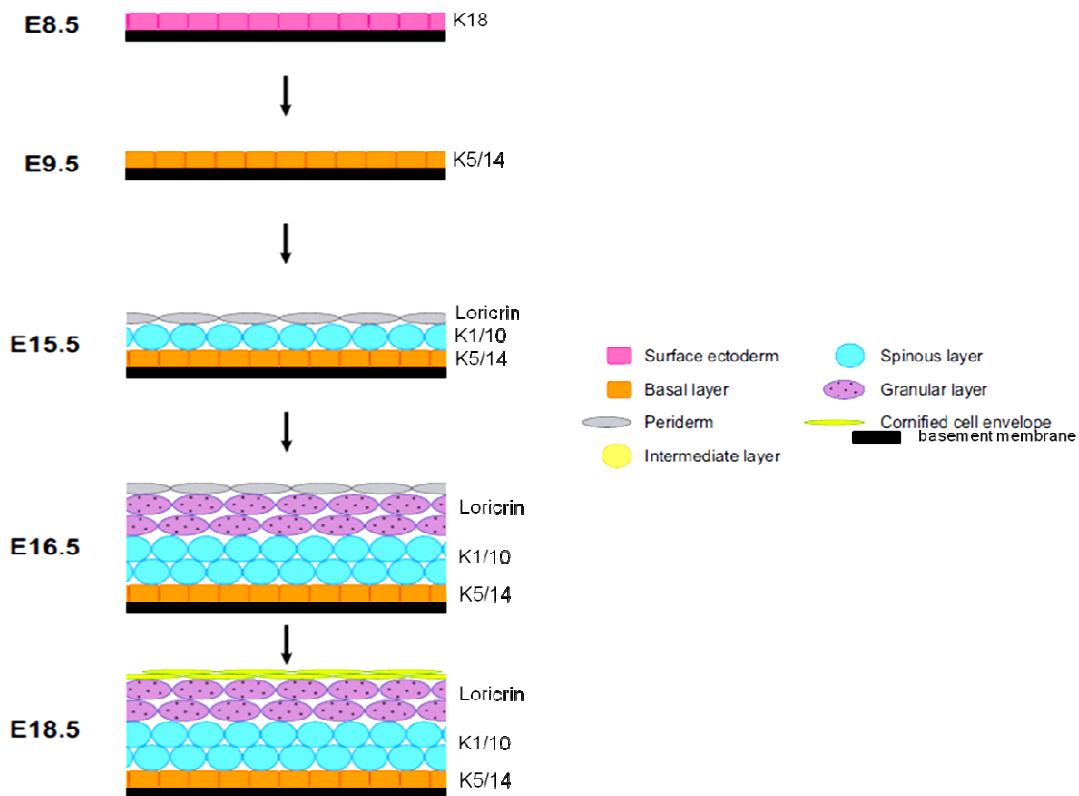 E8.5
K18
E9.5
K5/14
E15.5
Loricrin
K1/10
K5/14
Surface ectoderm
Spinous layer
Basal layer
Granular layer
Periderm
Cornified cell envelope
basement membrane
Intermediate layer
E16.5
Loricrin
K1/10
K5/14
E18.5
Loricrin
K1/10
K5/14